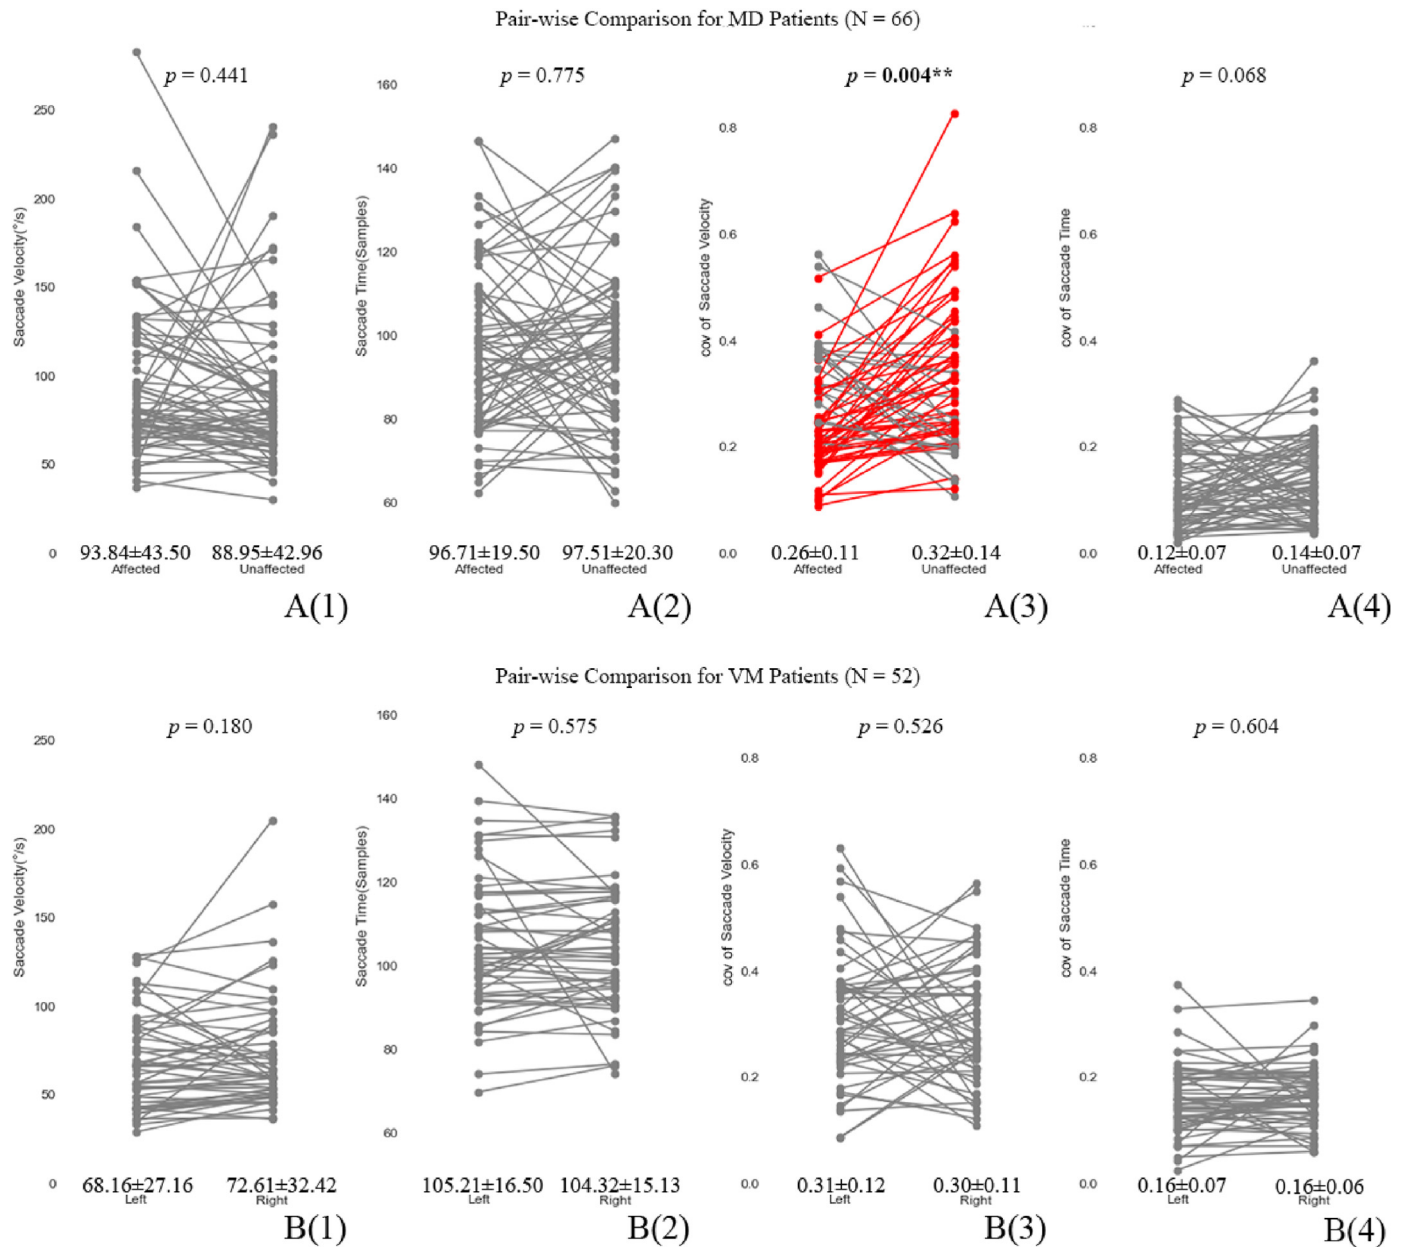 Pair-wise Comparison for MD Patients (N = 66)
p = 0.441
p = 0.775
p = 0.004**
p = 0.068
250
200
150
100
50
0
Saccade Velocity(°/s)
93.84±43.50 88.95±42.96
Affected Unaffected
A(1)
160
140
120
100
80
60
Saccade Time(Samples)
96.71±19.50 97.51±20.30
Affected Unaffected
A(2)
0.8
0.6
0.4
0.2
0.0
cov of Saccade Velocity
0.26±0.11 0.32±0.14
Affected Unaffected
A(3)
0.8
0.6
0.4
0.2
0.0
cov of Saccade Time
0.12±0.07 0.14±0.07
Affected Unaffected
A(4)
Pair-wise Comparison for VM Patients (N = 52)
p = 0.180
p = 0.575
p = 0.526
p = 0.604
250
200
150
100
50
0
Saccade Velocity(°/s)
68.16±27.16 72.61±32.42
Left Right
B(1)
160
140
120
100
80
60
Saccade Time(Samples)
105.21±16.50 104.32±15.13
Left Right
B(2)
0.8
0.6
0.4
0.2
0.0
cov of Saccade Velocity
0.31±0.12 0.30±0.11
Left Right
B(3)
0.8
0.6
0.4
0.2
0.0
cov of Saccade Time
0.16±0.07 0.16±0.06
Left Right
B(4)